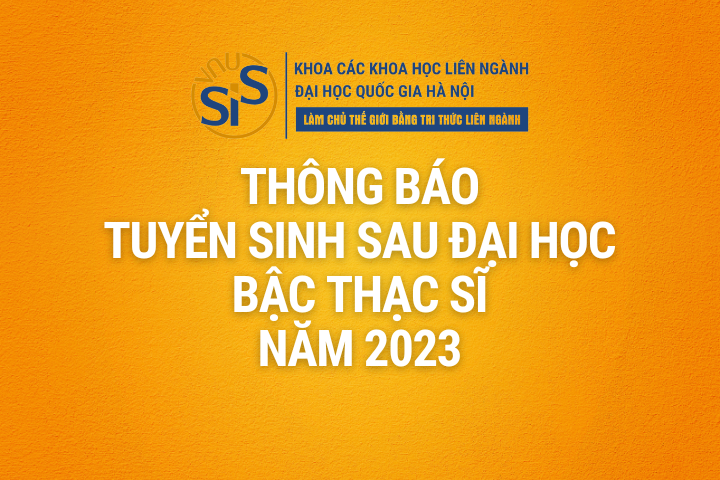 VNU
SiS
KHOA CÁC KHOA HỌC LIÊN NGÀNH
ĐẠI HỌC QUỐC GIA HÀ NỘI
LÀM CHỦ THẾ GIỚI BẰNG TRI THỨC LIÊN NGÀNH
THÔNG BÁO
TUYỂN SINH SAU ĐẠI HỌC
BẬC THẠC SĨ
NĂM 2023